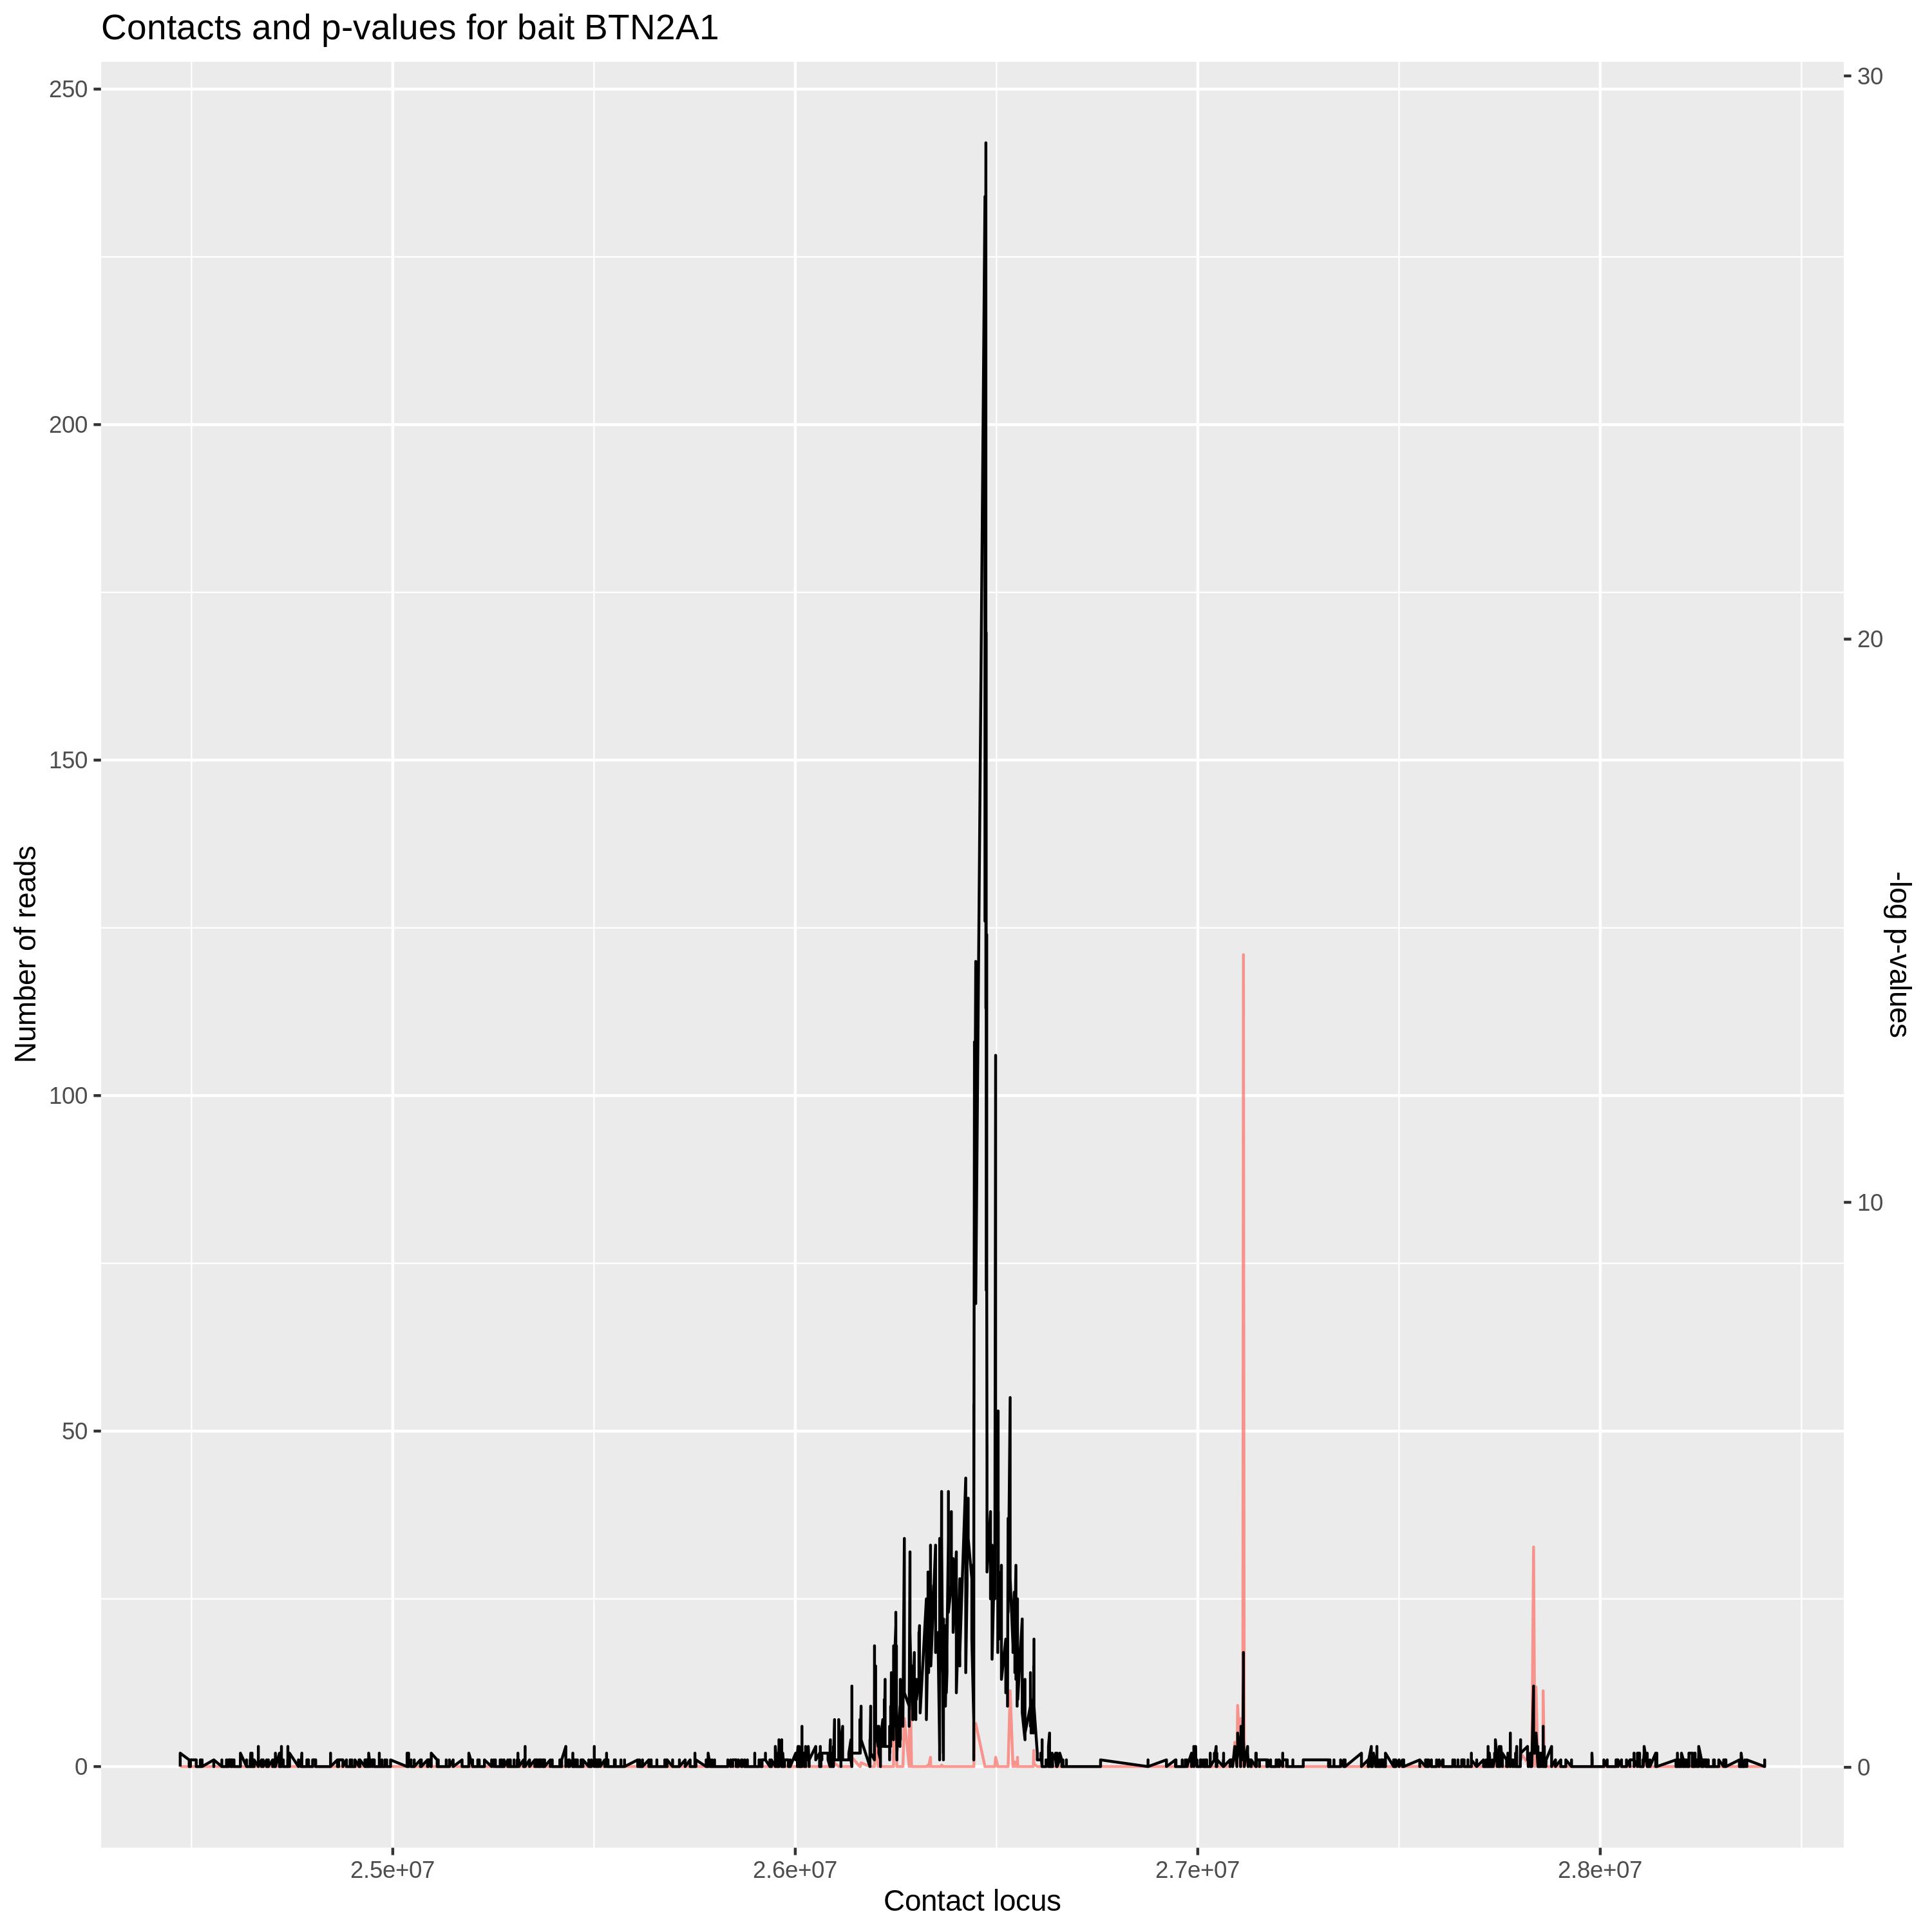 Contacts and p-values for bait BTN2A1
250
200
150
100
50
0
Number of reads
30
20
10
0
-log p-values
2.5e+07
2.6e+07
2.7e+07
2.8e+07
Contact locus